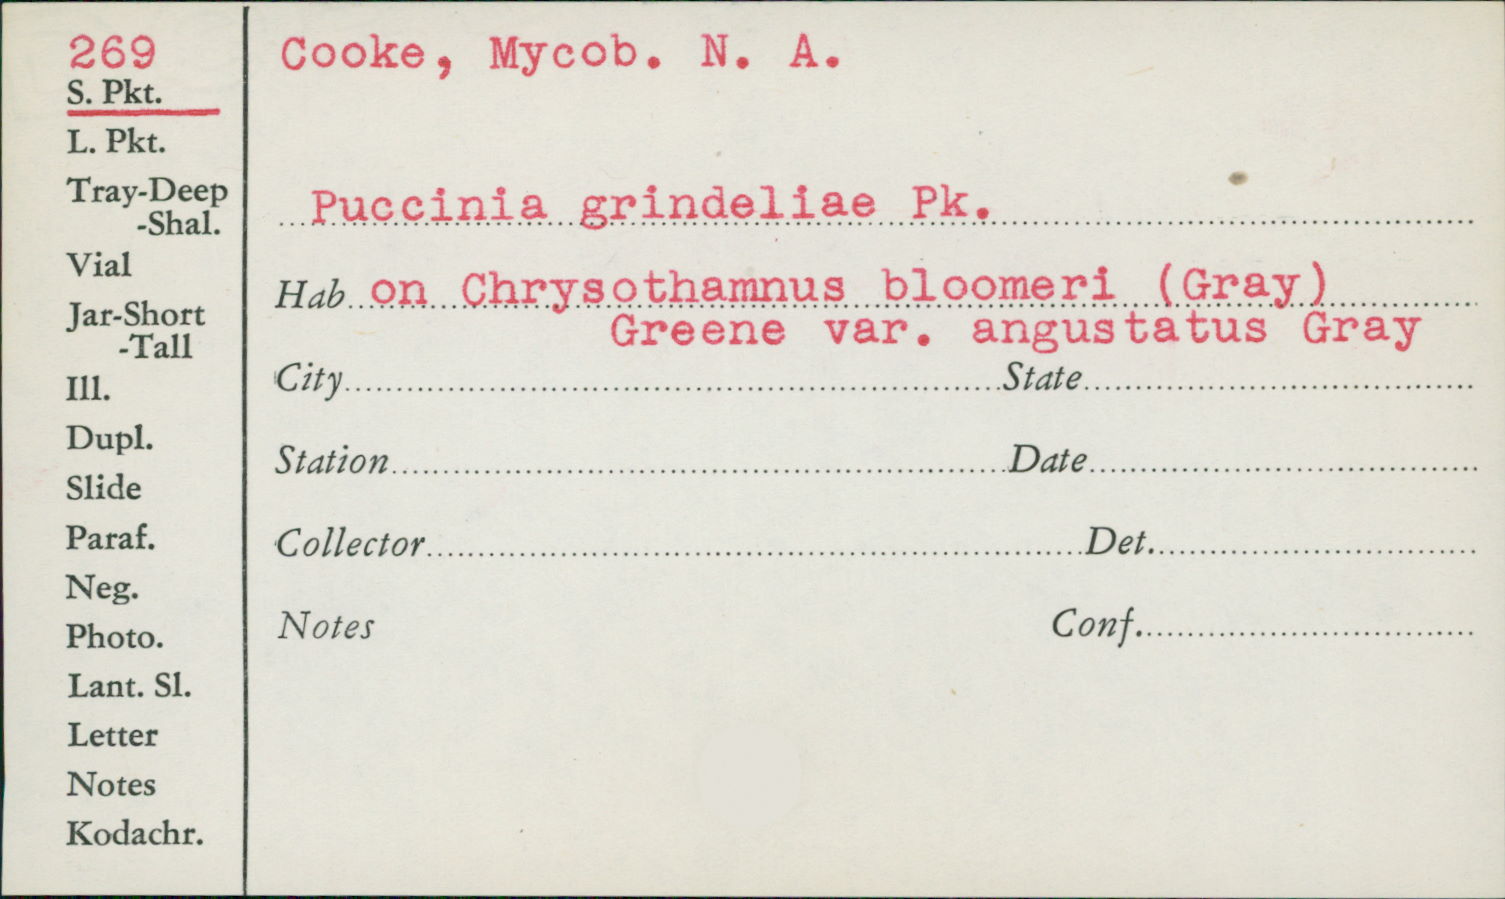 269
S. Pkt.
L. Pkt.
Tray-Deep
-Shal.
Vial
Jar-Short
-Tall
Ill.
Dupl.
Slide
Paraf.
Neg.
Photo.
Lant. Sl.
Letter
Notes
Kodachr.
Cooke, Mycob. N. A.
Puccinia grindeliae Pk.
Hab on Chrysothamnus bloomeri (Gray)
Greene var. angustatus Gray
City State
Station Date
Collector Det.
Notes Conf.